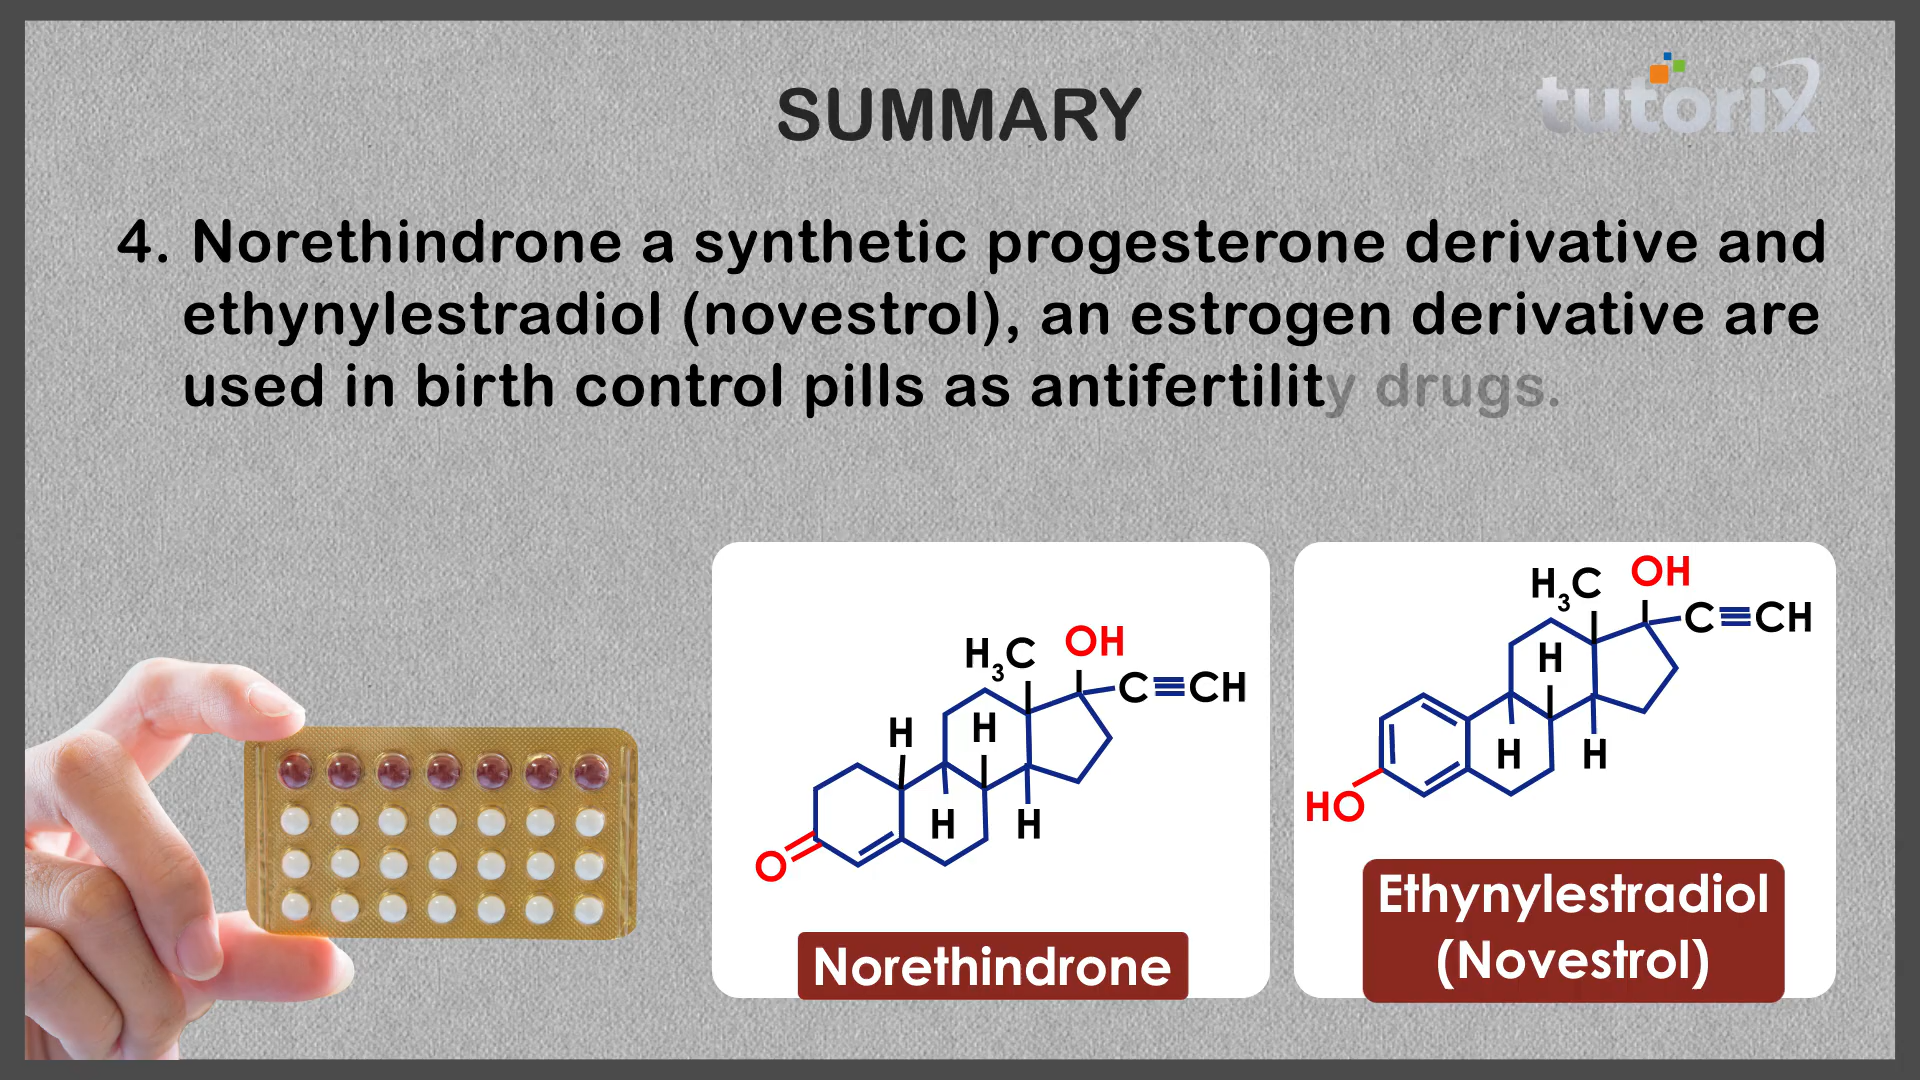 SUMMARY
tutorix
4. Norethindrone a synthetic progesterone derivative and
ethynylestradiol (novestrol), an estrogen derivative are
used in birth control pills as antifertility drugs.
H₃C OH
C≡CH
H H
H H
O
Norethindrone
H₃C OH
C≡CH
H
H H
HO
Ethynylestradiol
(Novestrol)